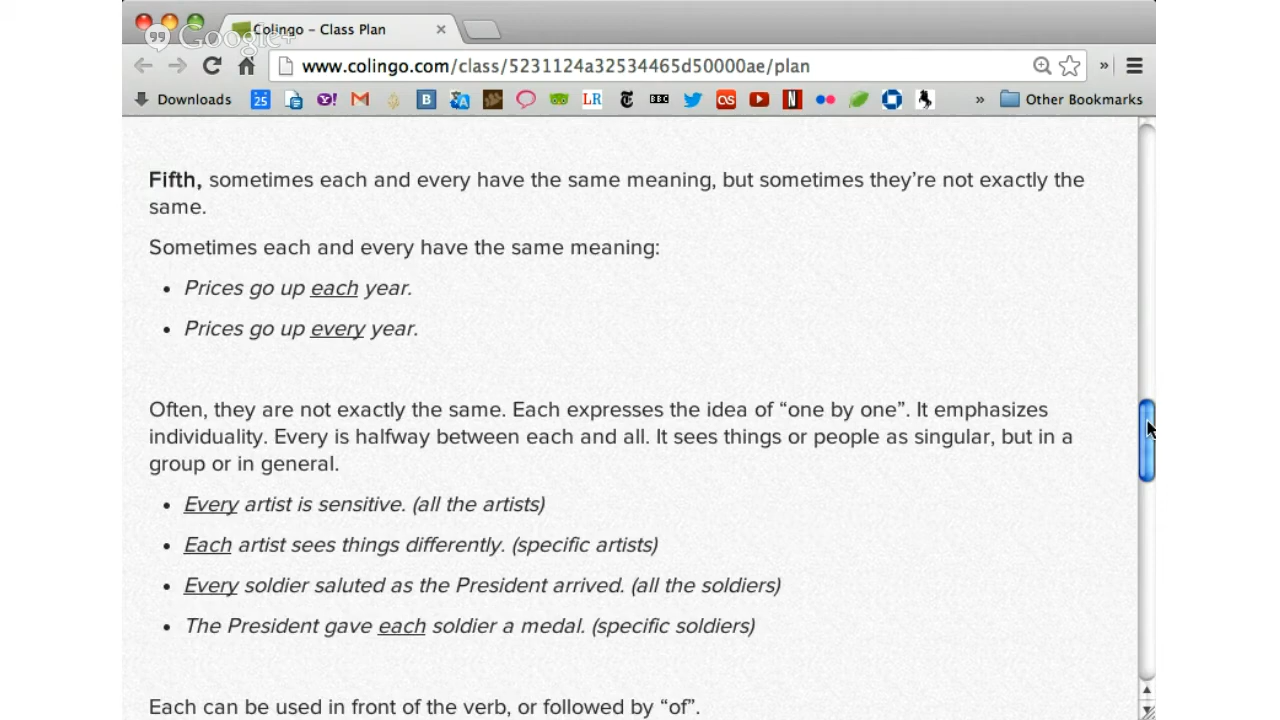 Colingo – Class Plan
Google+
www.colingo.com/class/5231124a32534465d50000ae/plan
Downloads
25
Y!
B
LR
BBC
N
Other Bookmarks
Fifth, sometimes each and every have the same meaning, but sometimes they’re not exactly the
same.
Sometimes each and every have the same meaning:
• Prices go up each year.
• Prices go up every year.
Often, they are not exactly the same. Each expresses the idea of “one by one”. It emphasizes
individuality. Every is halfway between each and all. It sees things or people as singular, but in a
group or in general.
• Every artist is sensitive. (all the artists)
• Each artist sees things differently. (specific artists)
• Every soldier saluted as the President arrived. (all the soldiers)
• The President gave each soldier a medal. (specific soldiers)
Each can be used in front of the verb, or followed by “of”.